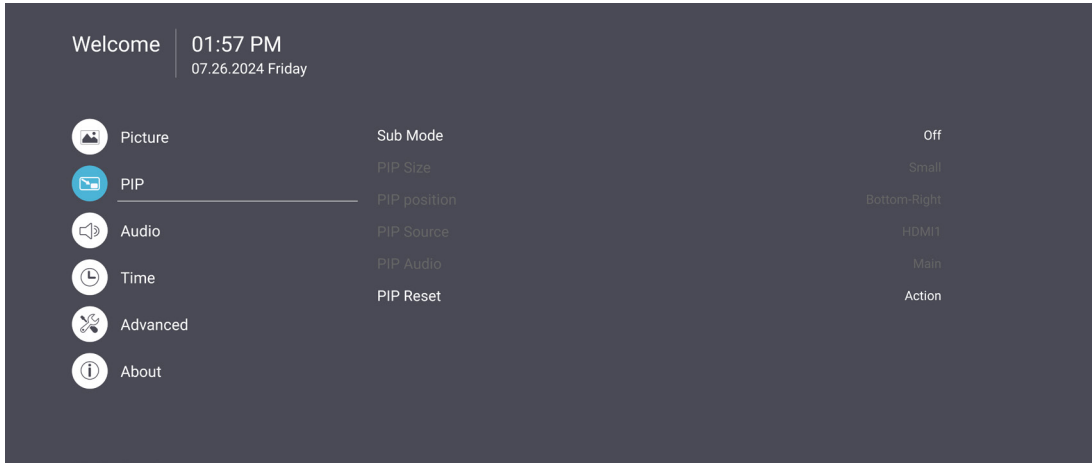 Welcome
01:57 PM
07.26.2024 Friday
Picture
PIP
Audio
Time
Advanced
About
Sub Mode Off
PIP Size Small
PIP position Bottom-Right
PIP Source HDMI1
PIP Audio Main
PIP Reset Action